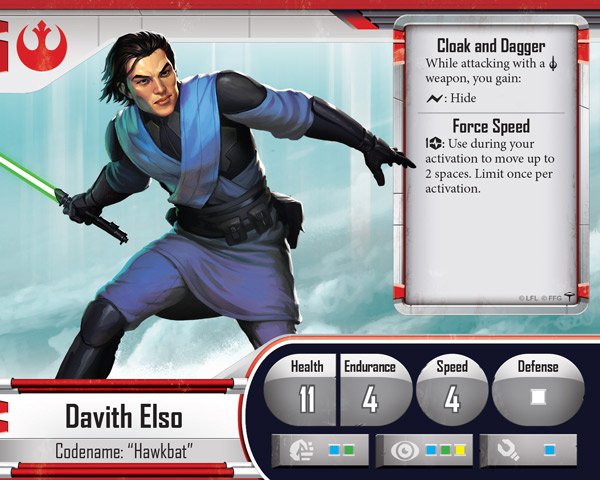 Cloak and Dagger
While attacking with a
weapon, you gain:
: Hide
Force Speed
1 : Use during your
activation to move up to
2 spaces. Limit once per
activation.
© LFL © FFG
Health
Endurance
Speed
Defense
11
4
4
Davith Elso
Codename: “Hawkbat”